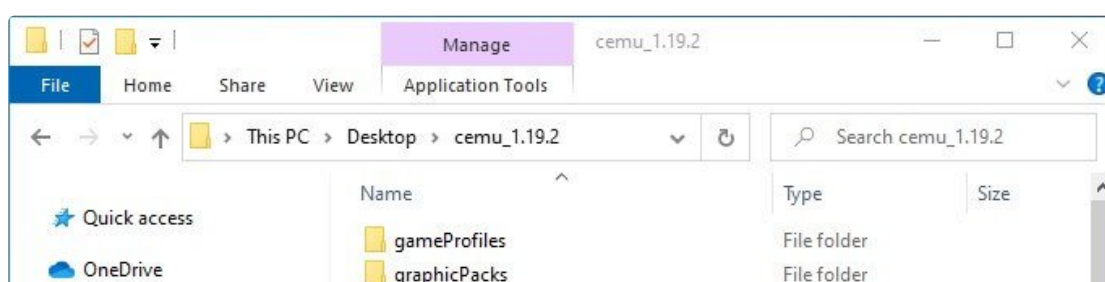 Manage cemu_1.19.2
File Home Share View Application Tools
This PC > Desktop > cemu_1.19.2 Search cemu_1.19.2
Name Type Size
Quick access
gameProfiles File folder
OneDrive
graphicPacks File folder